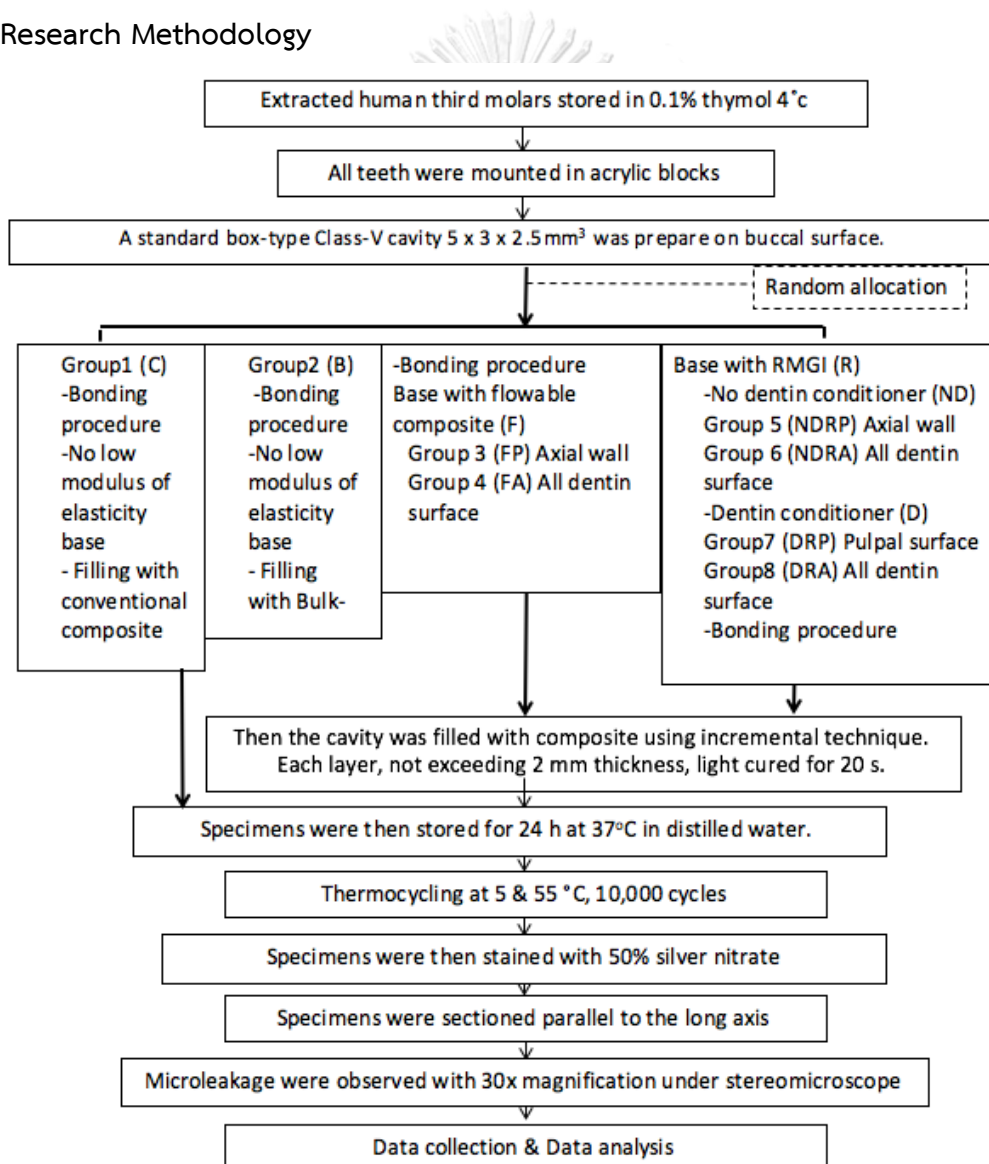 Research Methodology
Extracted human third molars stored in 0.1% thymol 4˚c
All teeth were mounted in acrylic blocks
A standard box-type Class-V cavity 5 x 3 x 2.5mm³ was prepare on buccal surface.
Random allocation
Group1 (C)
-Bonding
procedure
-No low
modulus of
elasticity
base
- Filling with
conventional
composite
Group2 (B)
-Bonding
procedure
-No low
modulus of
elasticity
base
- Filling
with Bulk-
-Bonding procedure
Base with flowable
composite (F)
Group 3 (FP) Axial wall
Group 4 (FA) All dentin
surface
Base with RMGI (R)
-No dentin conditioner (ND)
Group 5 (NDRP) Axial wall
Group 6 (NDRA) All dentin
surface
-Dentin conditioner (D)
Group7 (DRP) Pulpal surface
Group8 (DRA) All dentin
surface
-Bonding procedure
Then the cavity was filled with composite using incremental technique.
Each layer, not exceeding 2 mm thickness, light cured for 20 s.
Specimens were then stored for 24 h at 37°C in distilled water.
Thermocycling at 5 & 55 ˚C, 10,000 cycles
Specimens were then stained with 50% silver nitrate
Specimens were sectioned parallel to the long axis
Microleakage were observed with 30x magnification under stereomicroscope
Data collection & Data analysis